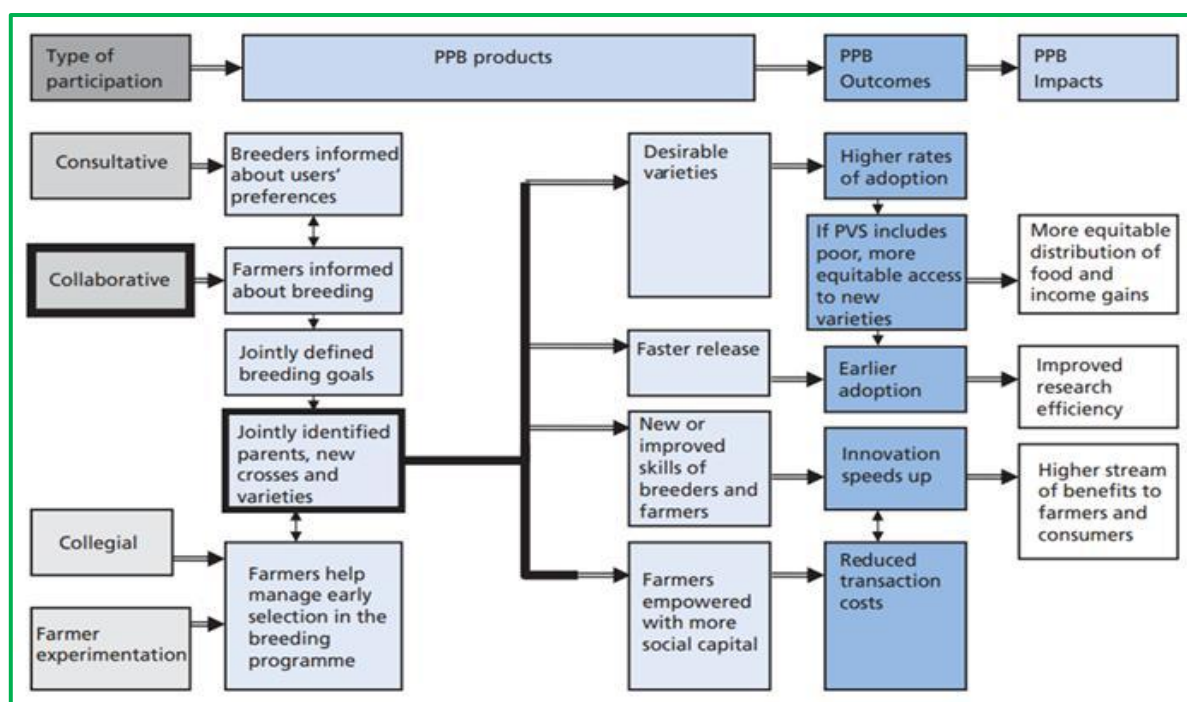 Type of
participation
PPB products
PPB
Outcomes
PPB
Impacts
Consultative
Breeders informed
about users'
preferences
Desirable
varieties
Higher rates
of adoption
If PVS includes
poor, more
equitable access
to new
varieties
More equitable
distribution of
food and
income gains
Collaborative
Farmers informed
about breeding
Jointly defined
breeding goals
Faster release
Earlier
adoption
Improved
research
efficiency
Jointly identified
parents, new
crosses and
varieties
New or
improved
skills of
breeders and
farmers
Innovation
speeds up
Higher stream
of benefits to
farmers and
consumers
Collegial
Farmer
experimentation
Farmers help
manage early
selection in the
breeding
programme
Farmers
empowered
with more
social capital
Reduced
transaction
costs